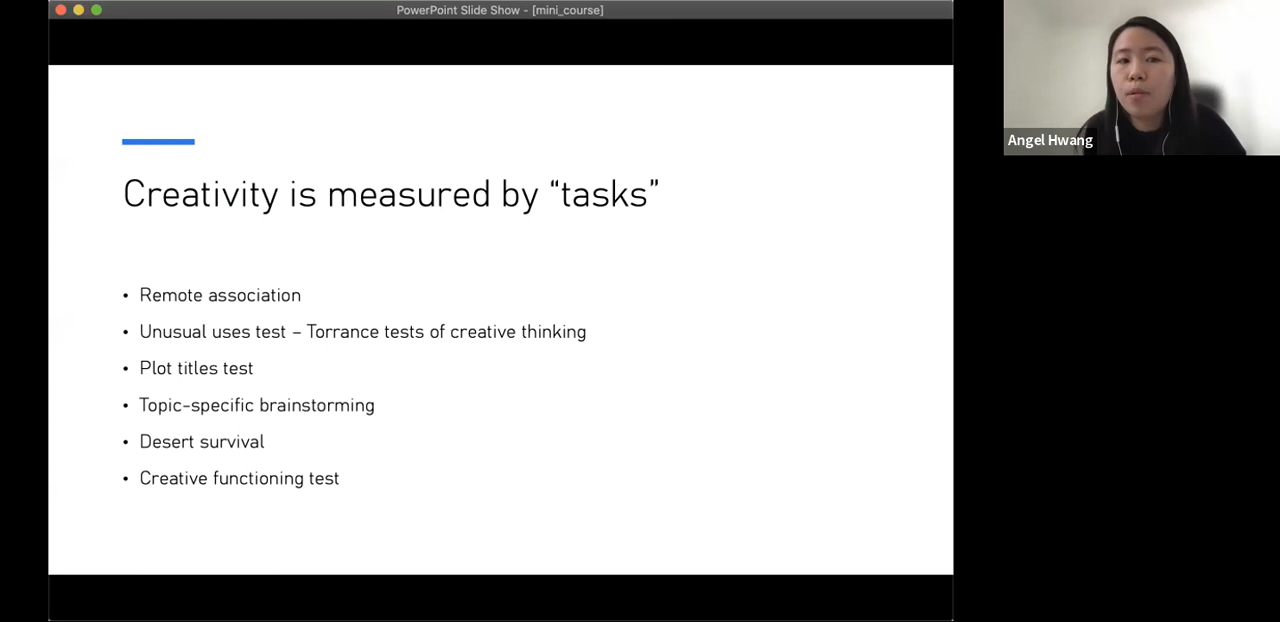 PowerPoint Slide Show - [mini_course]
Creativity is measured by “tasks”
• Remote association
• Unusual uses test – Torrance tests of creative thinking
• Plot titles test
• Topic-specific brainstorming
• Desert survival
• Creative functioning test
Angel Hwang